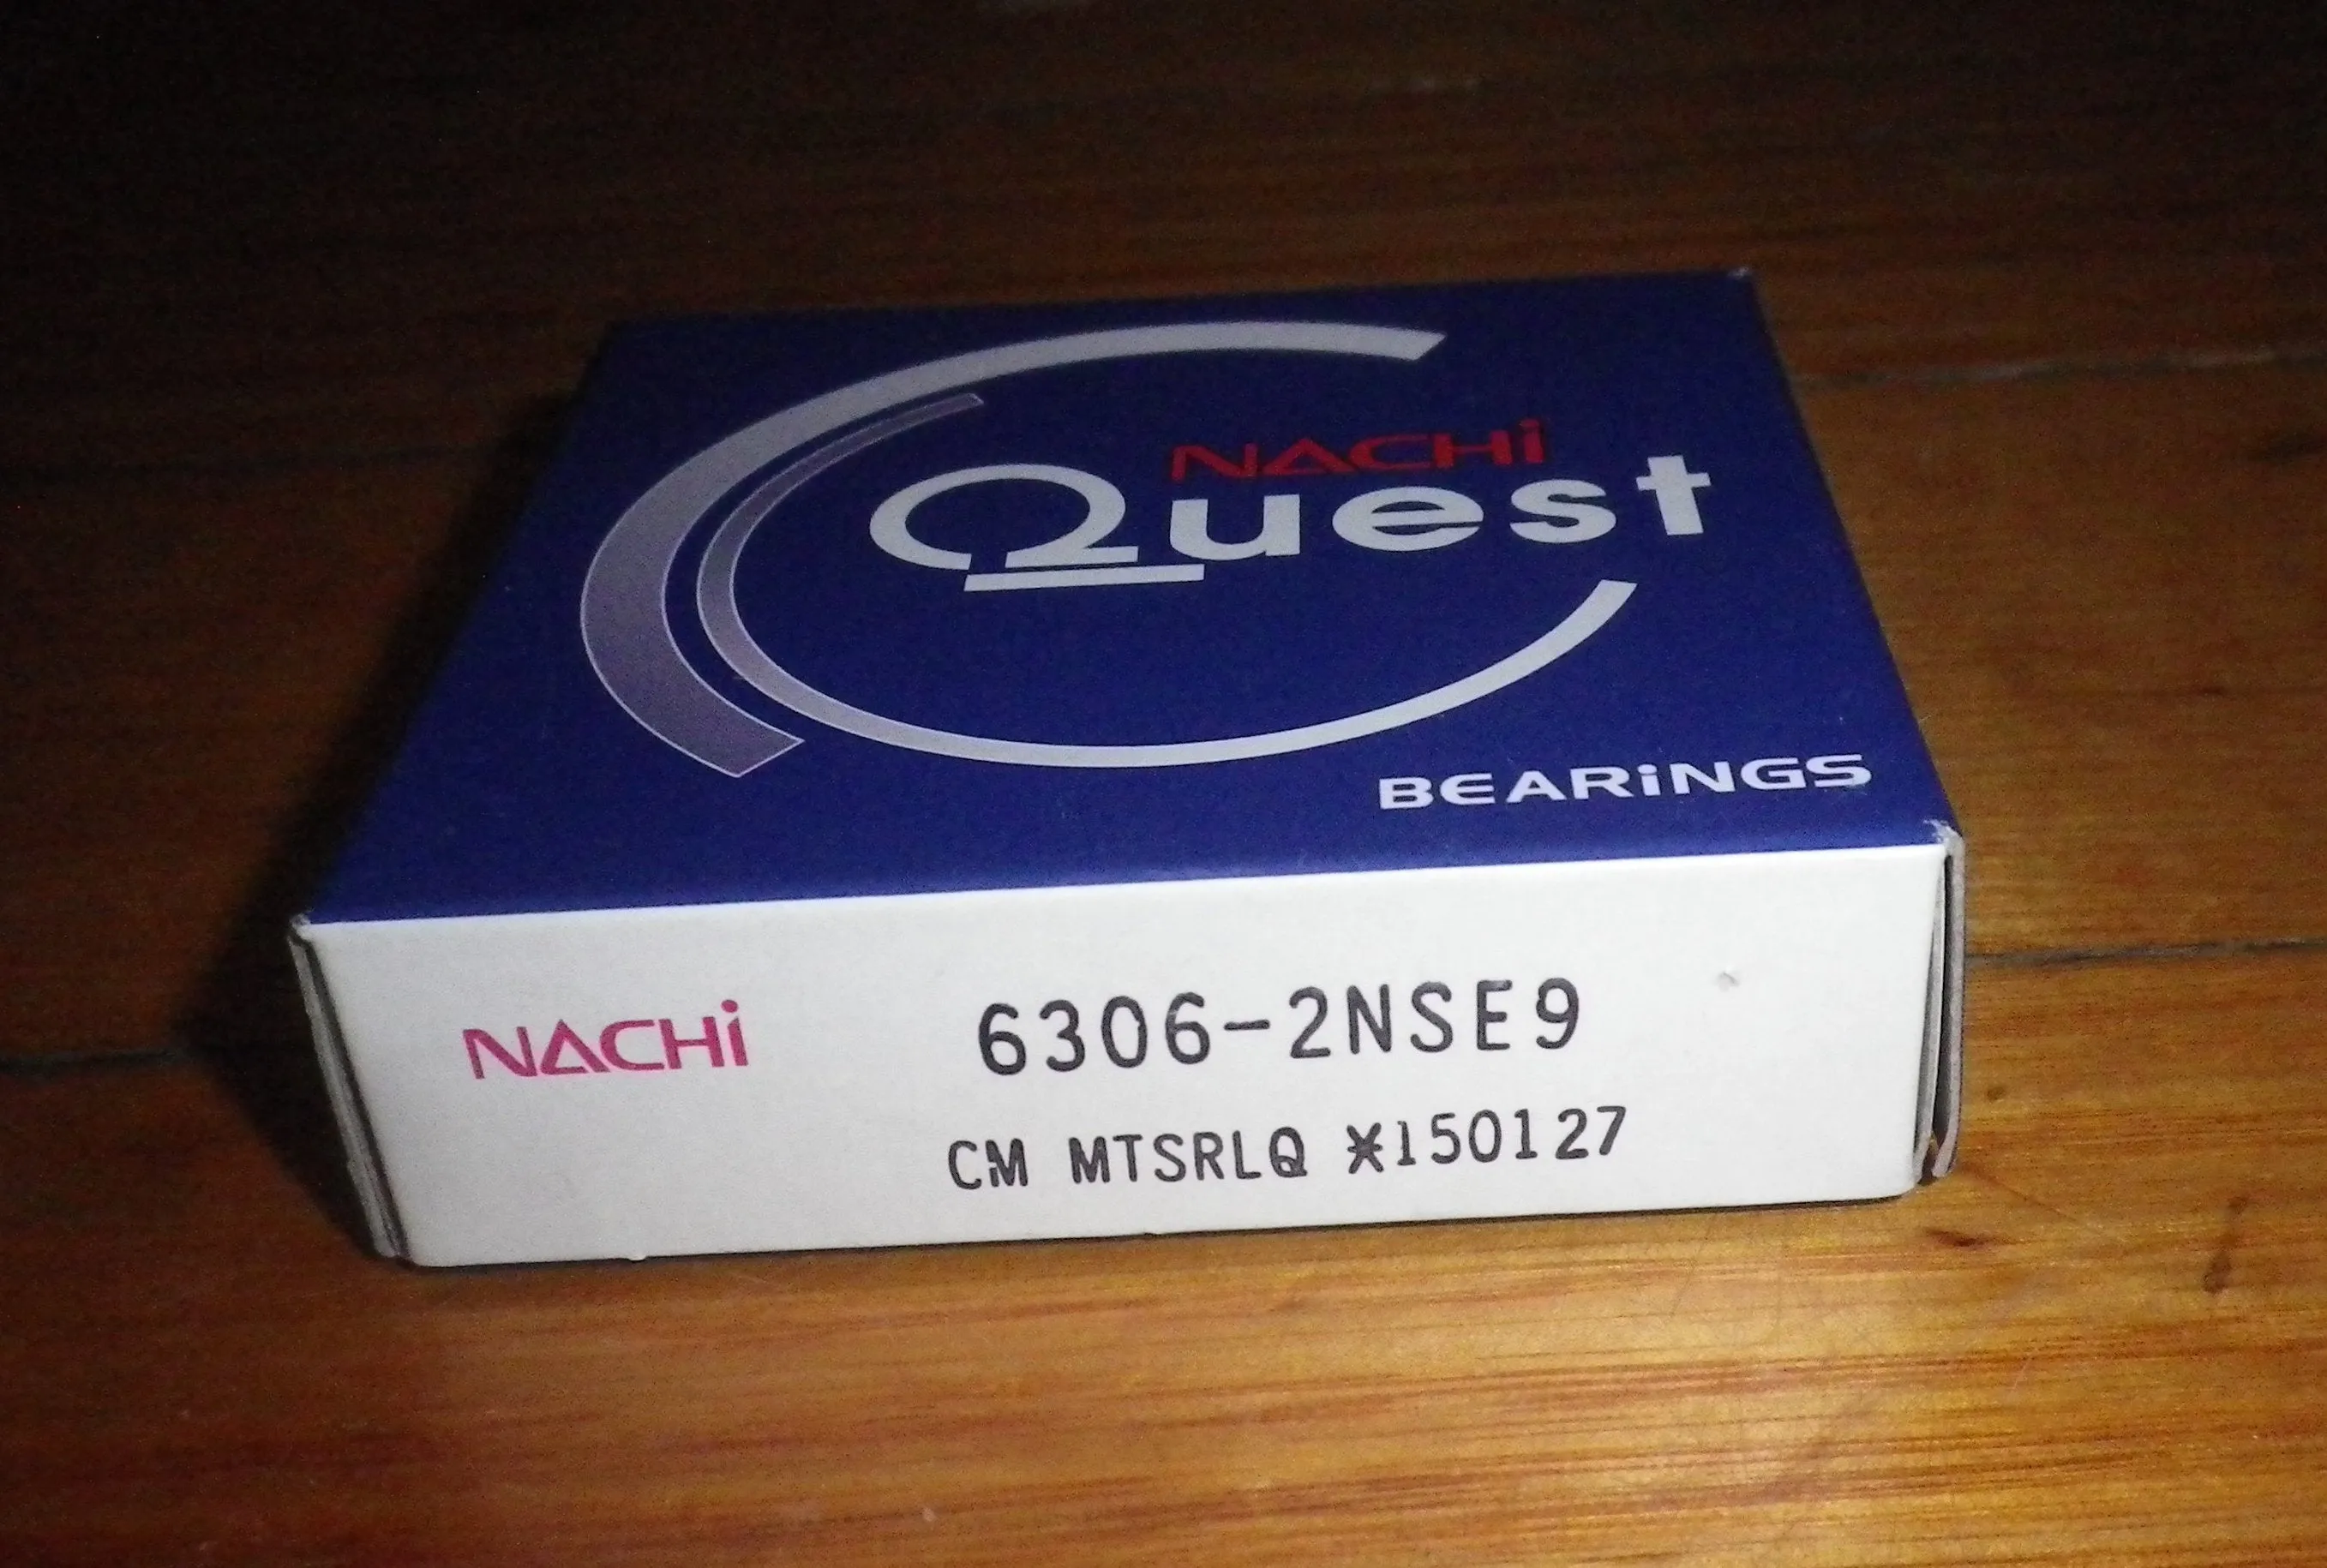 NACHi
Quest
BEARiNGS
NACHi 6306-2NSE9
CM MTSRLQ *150127